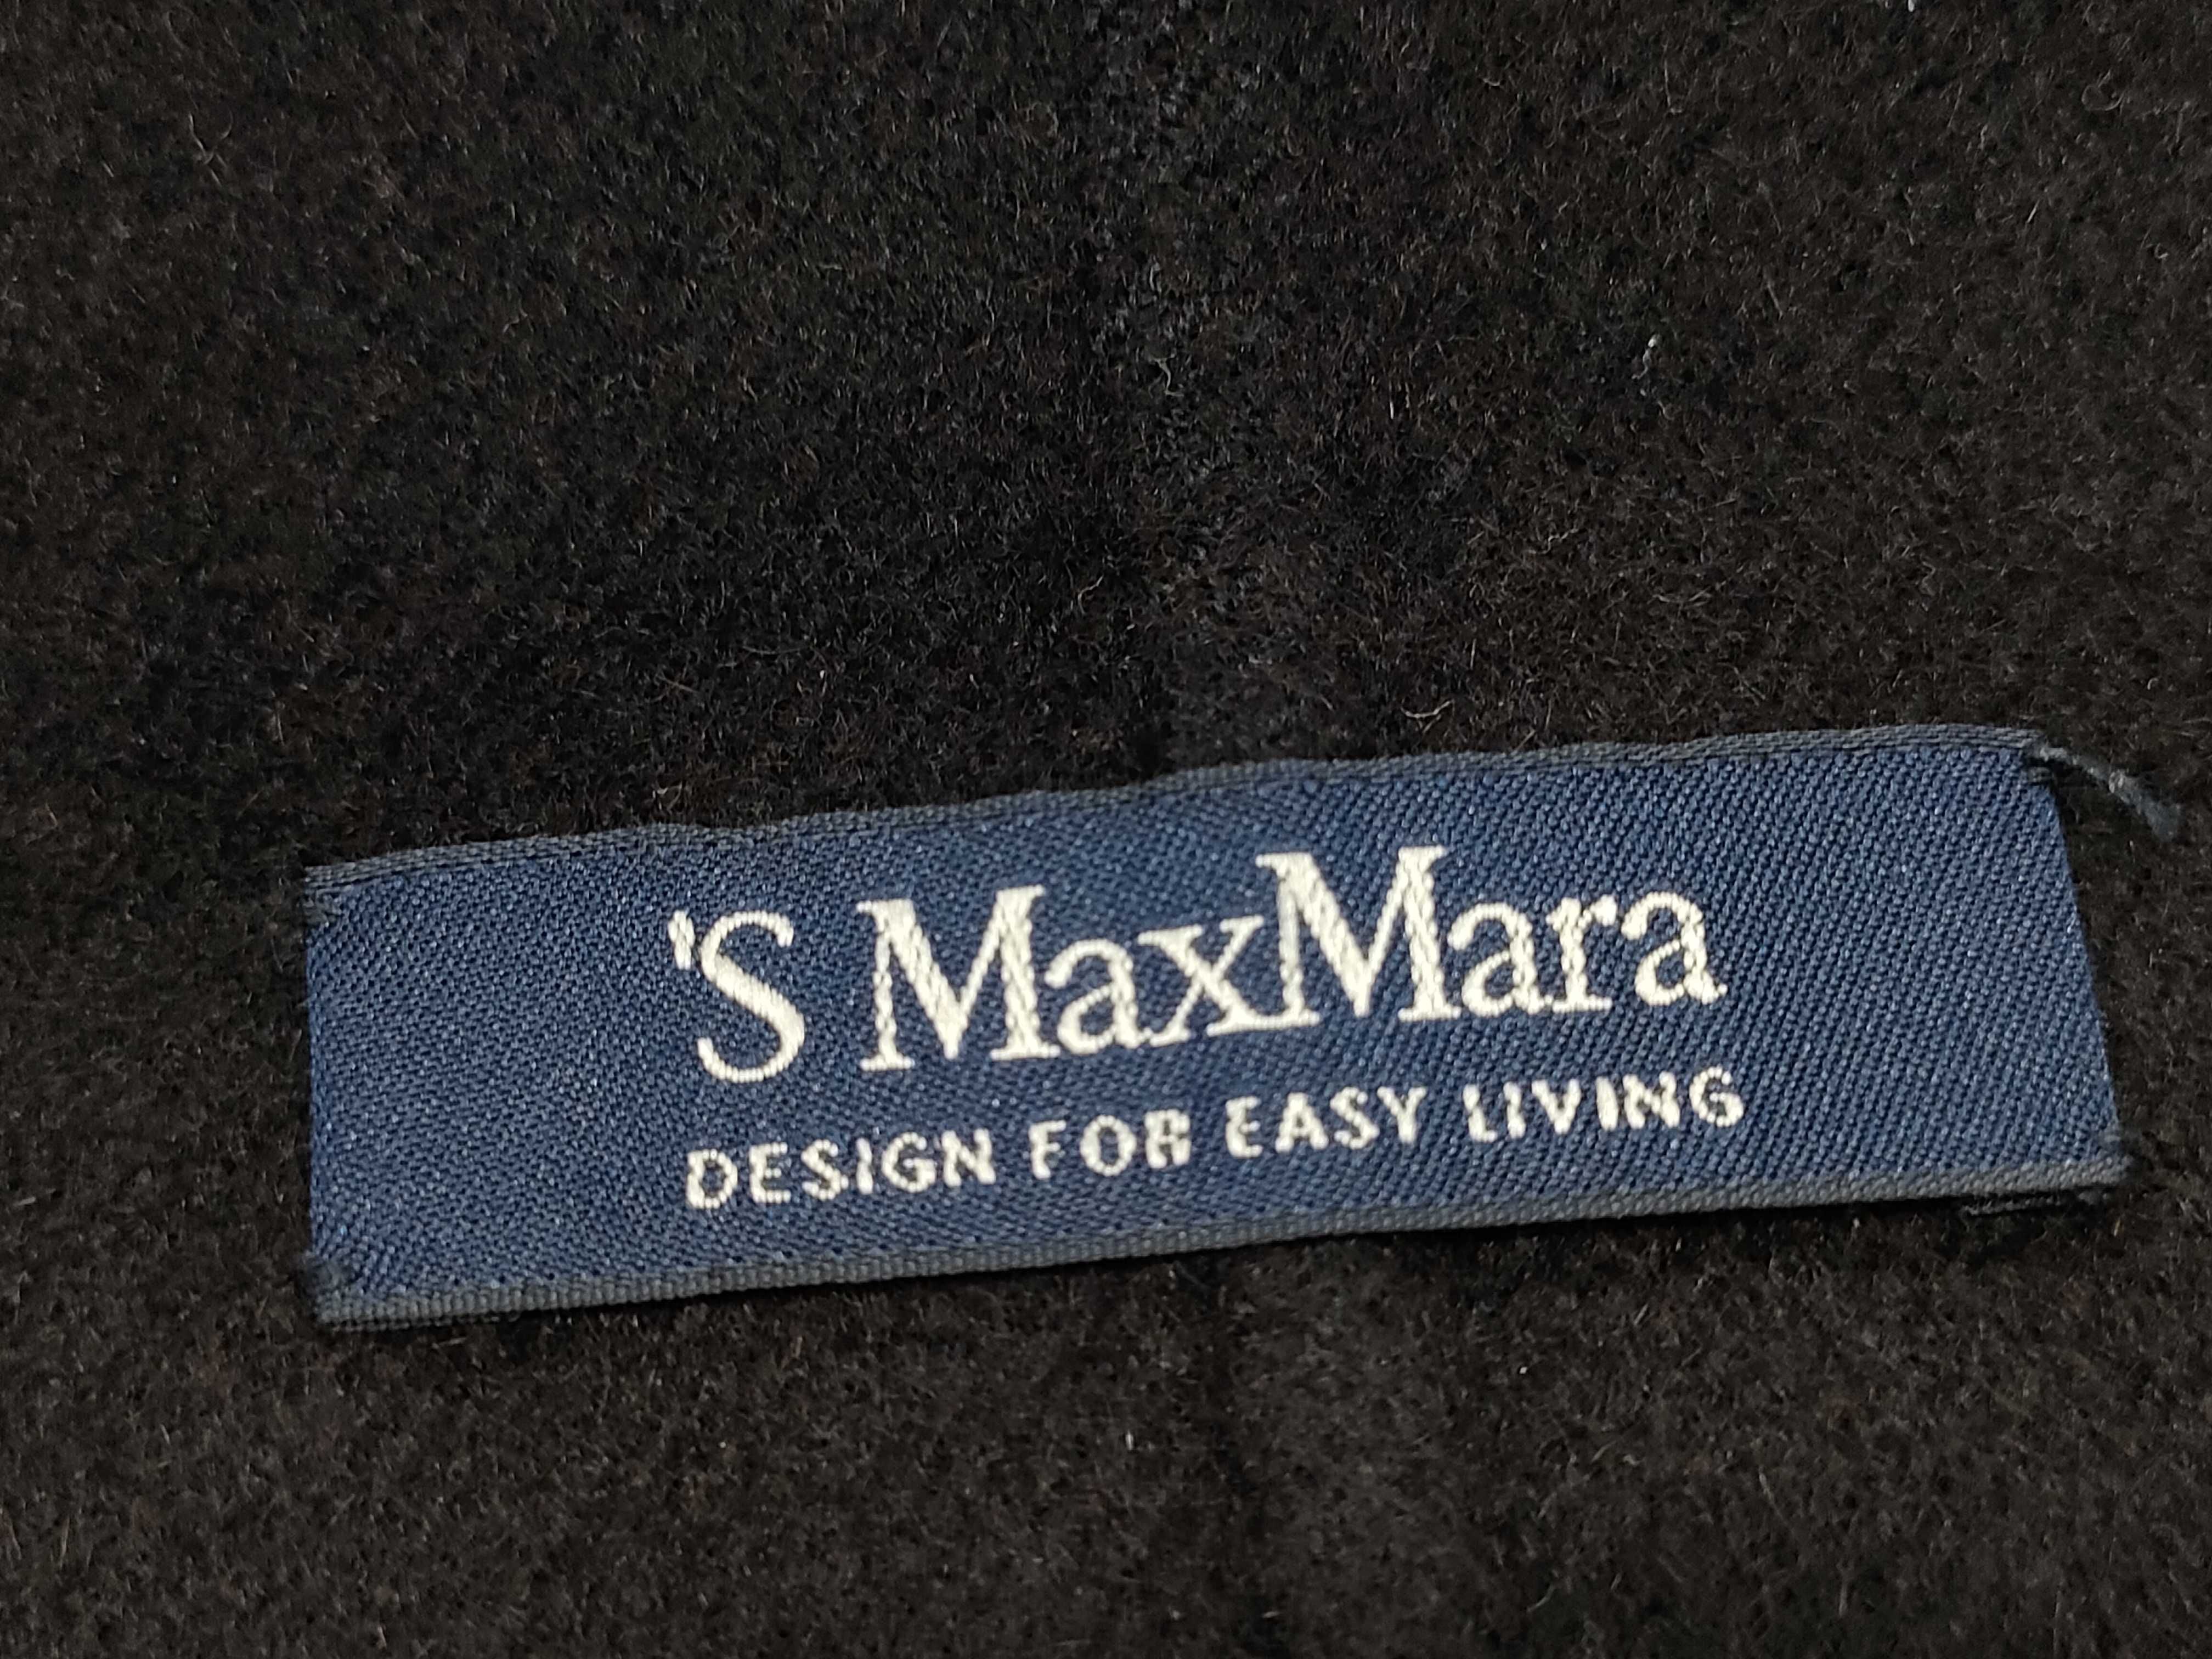 'S MaxMara
DESIGN FOR EASY LIVING